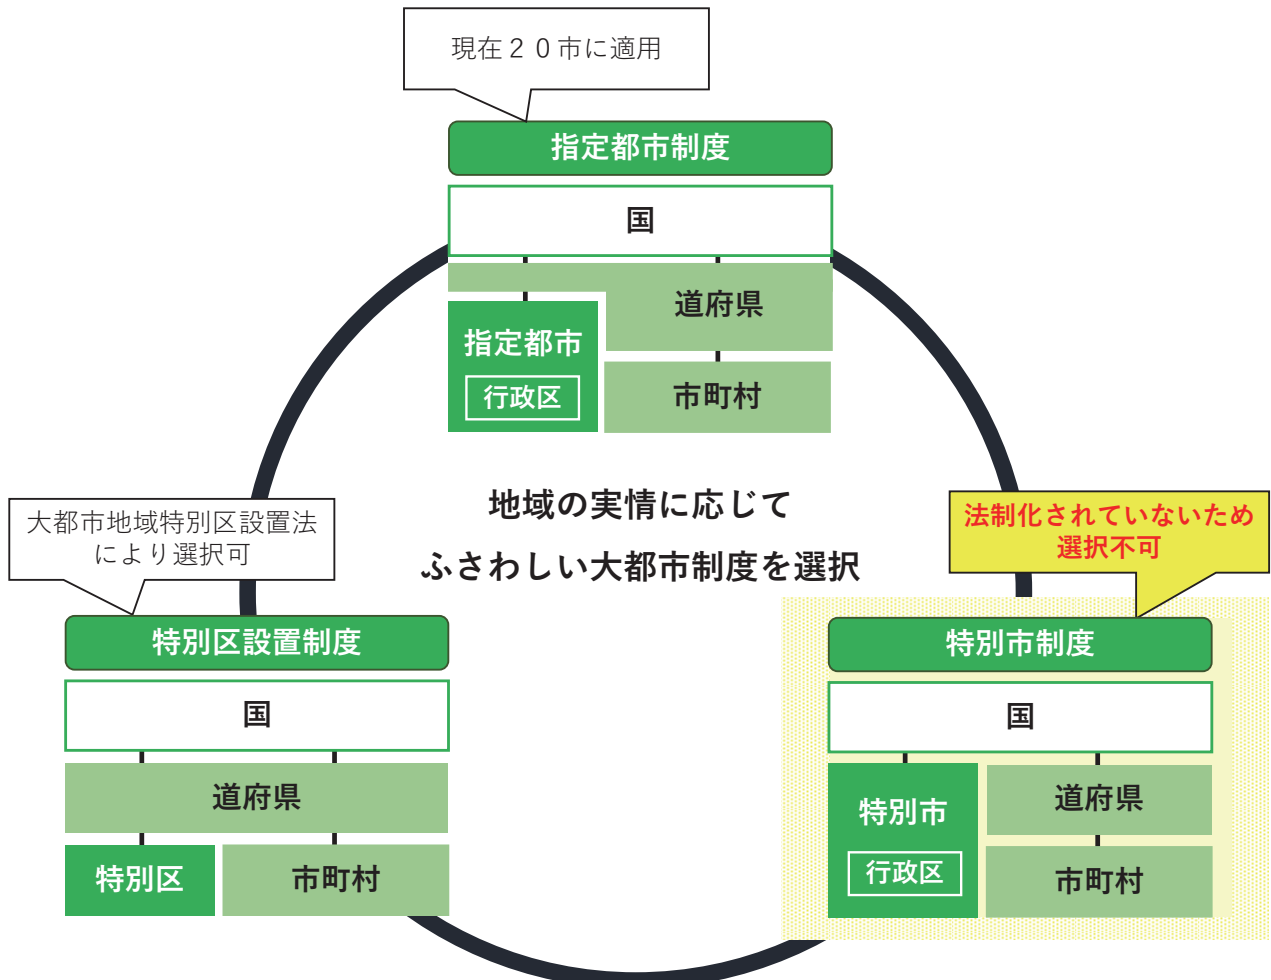 現在２０市に適用
指定都市制度
国
道府県
指定都市
行政区
市町村
地域の実情に応じて
ふさわしい大都市制度を選択
大都市地域特別区設置法
により選択可
特別区設置制度
国
道府県
特別区
市町村
法制化されていないため
選択不可
特別市制度
国
特別市
行政区
道府県
市町村